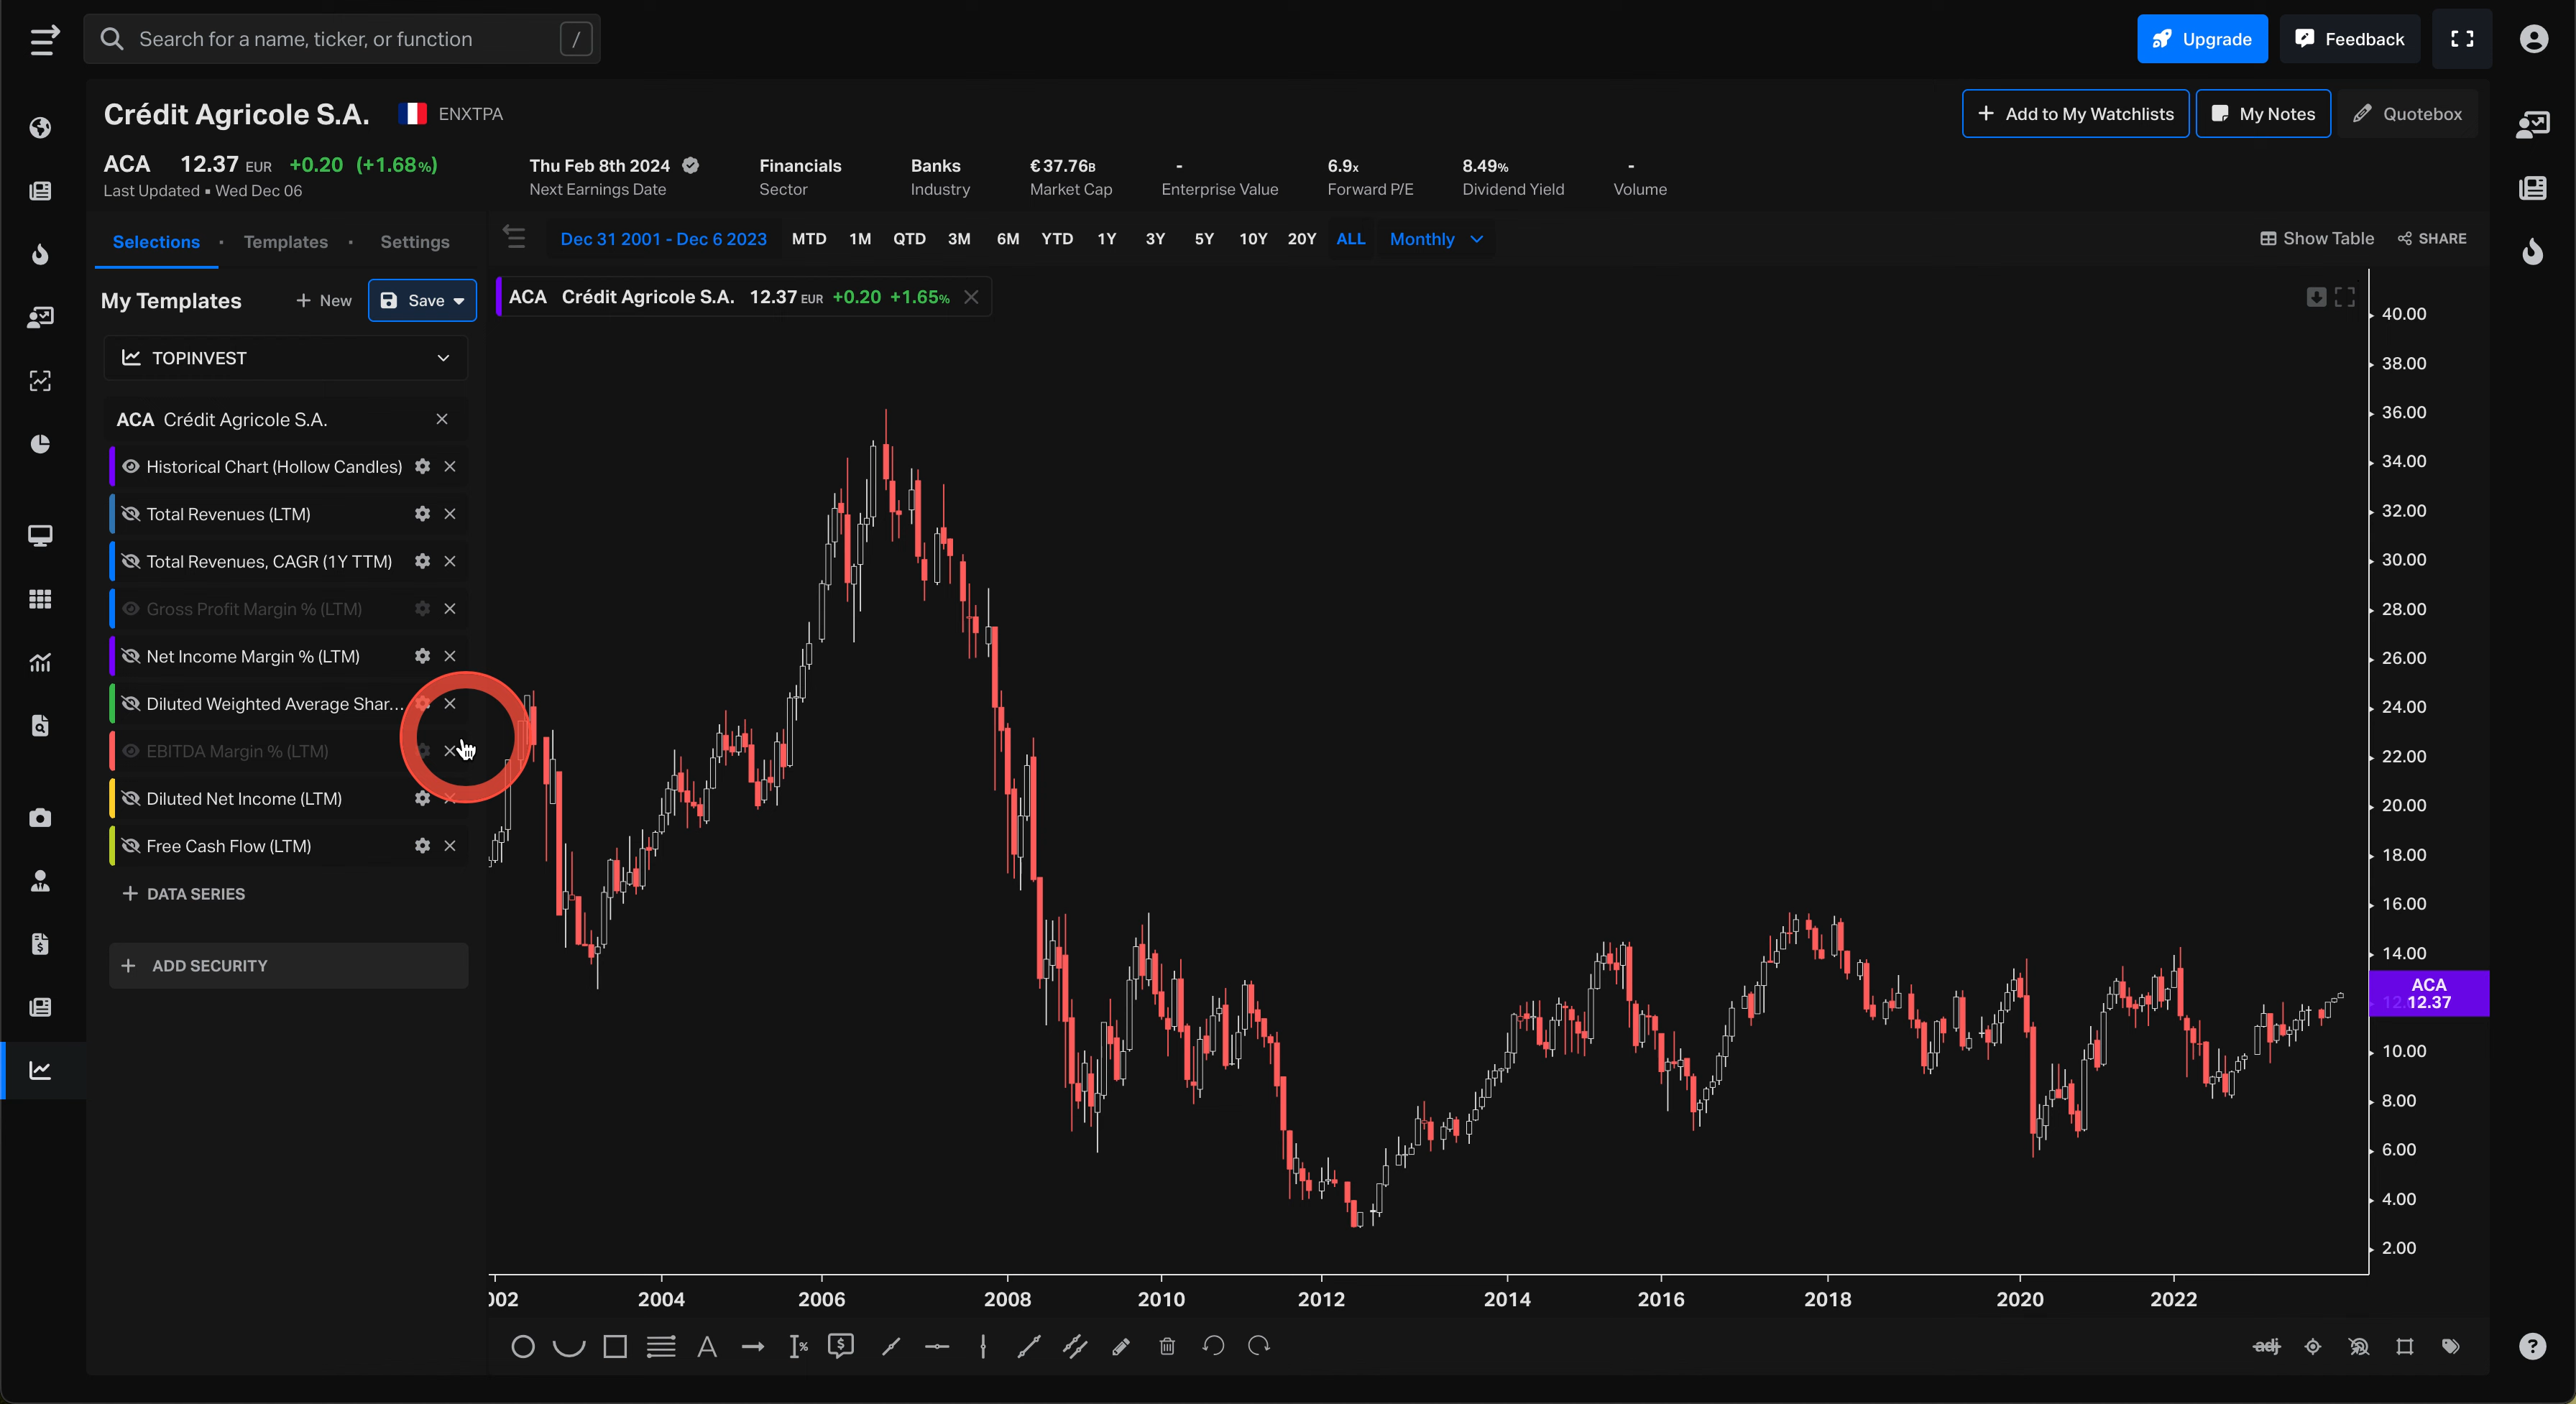 Search for a name, ticker, or function /
Upgrade
Feedback
Crédit Agricole S.A. ENXTPA
Add to My Watchlists
My Notes
Quotebox
ACA 12.37 EUR +0.20 (+1.68%)
Last Updated ▪ Wed Dec 06
Thu Feb 8th 2024
Next Earnings Date
Financials
Sector
Banks
Industry
€37.76B
Market Cap
-
Enterprise Value
6.9x
Forward P/E
8.49%
Dividend Yield
-
Volume
Selections · Templates · Settings
Dec 31 2001 - Dec 6 2023 MTD 1M QTD 3M 6M YTD 1Y 3Y 5Y 10Y 20Y ALL Monthly
Show Table SHARE
My Templates + New Save
ACA Crédit Agricole S.A. 12.37 EUR +0.20 +1.65%
TOPINVEST
ACA Crédit Agricole S.A.
Historical Chart (Hollow Candles)
Total Revenues (LTM)
Total Revenues, CAGR (1Y TTM)
Gross Profit Margin % (LTM)
Net Income Margin % (LTM)
Diluted Weighted Average Shar...
EBITDA Margin % (LTM)
Diluted Net Income (LTM)
Free Cash Flow (LTM)
+ DATA SERIES
+ ADD SECURITY
40.00
38.00
36.00
34.00
32.00
30.00
28.00
26.00
24.00
22.00
20.00
18.00
16.00
14.00
ACA
12.37
10.00
8.00
6.00
4.00
2.00
002 2004 2006 2008 2010 2012 2014 2016 2018 2020 2022
A % $ adj ?